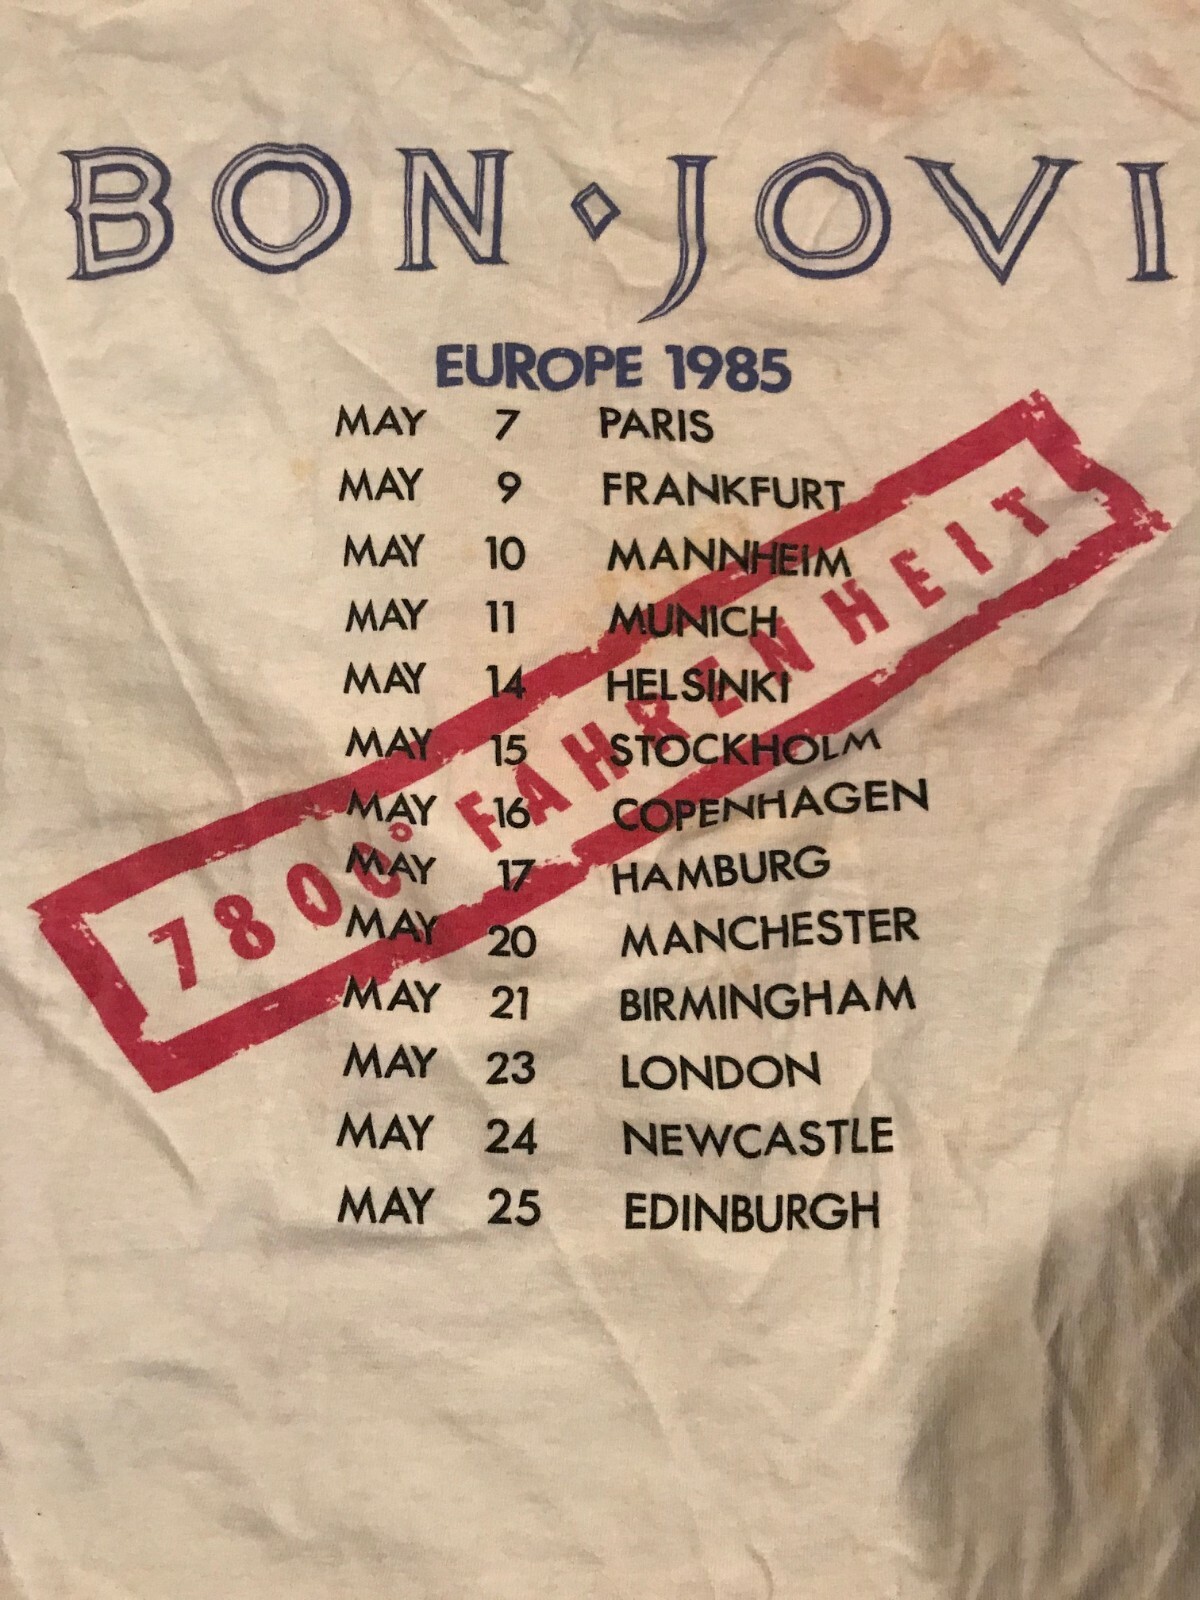 BON ⋄ JOVI
EUROPE 1985
MAY 7 PARIS
MAY 9 FRANKFURT
MAY 10 MANNHEIM
MAY 11 MUNICH
MAY 14 HELSINKI
MAY 15 STOCKHOLM
MAY 16 COPENHAGEN
MAY 17 HAMBURG
MAY 20 MANCHESTER
MAY 21 BIRMINGHAM
MAY 23 LONDON
MAY 24 NEWCASTLE
MAY 25 EDINBURGH
7800° FAHRENHEIT